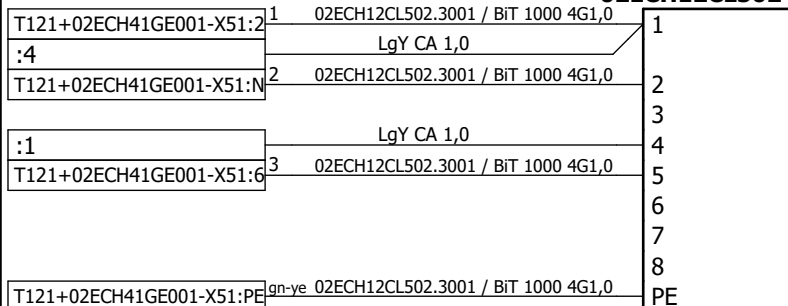 T121+02ECH41GE001-X51:2 1 02ECH12CL502.3001 / BiT 1000 4G1,0 1
:4 LgY CA 1,0
T121+02ECH41GE001-X51:N 2 02ECH12CL502.3001 / BiT 1000 4G1,0 2
3
:1 LgY CA 1,0 4
T121+02ECH41GE001-X51:6 3 02ECH12CL502.3001 / BiT 1000 4G1,0 5
6
7
8
T121+02ECH41GE001-X51:PE gn-ye 02ECH12CL502.3001 / BiT 1000 4G1,0 PE